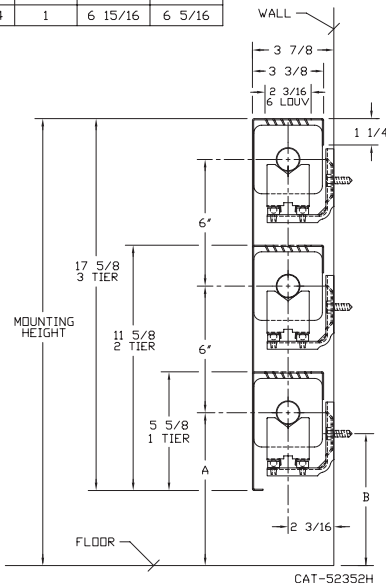 4 1 6 15/16 6 5/16
WALL
3 7/8
3 3/8
2 3/16
6 LOUV
1 1/4
6"
17 5/8
3 TIER
MOUNTING
HEIGHT
11 5/8
2 TIER
6"
5 5/8
1 TIER
A
B
2 3/16
FLOOR
CAT-52352H